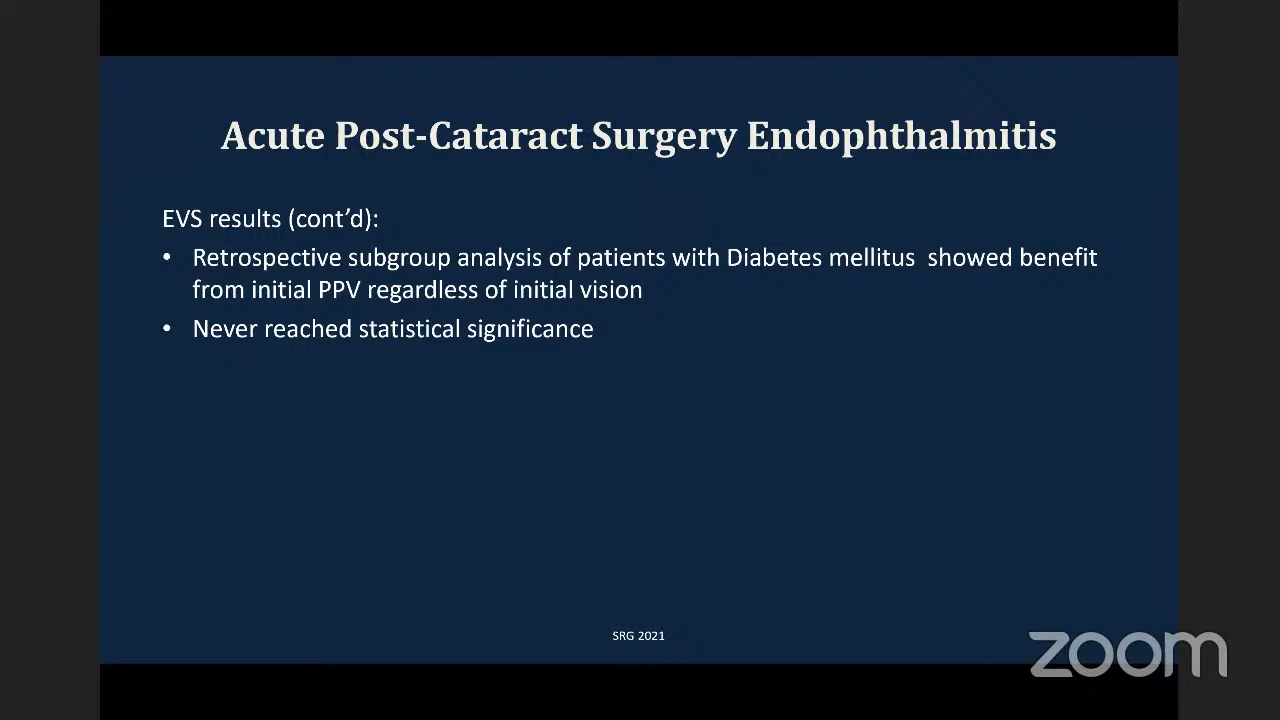 Acute Post-Cataract Surgery Endophthalmitis
EVS results (cont’d):
• Retrospective subgroup analysis of patients with Diabetes mellitus  showed benefit
from initial PPV regardless of initial vision
• Never reached statistical significance
SRG 2021
zoom